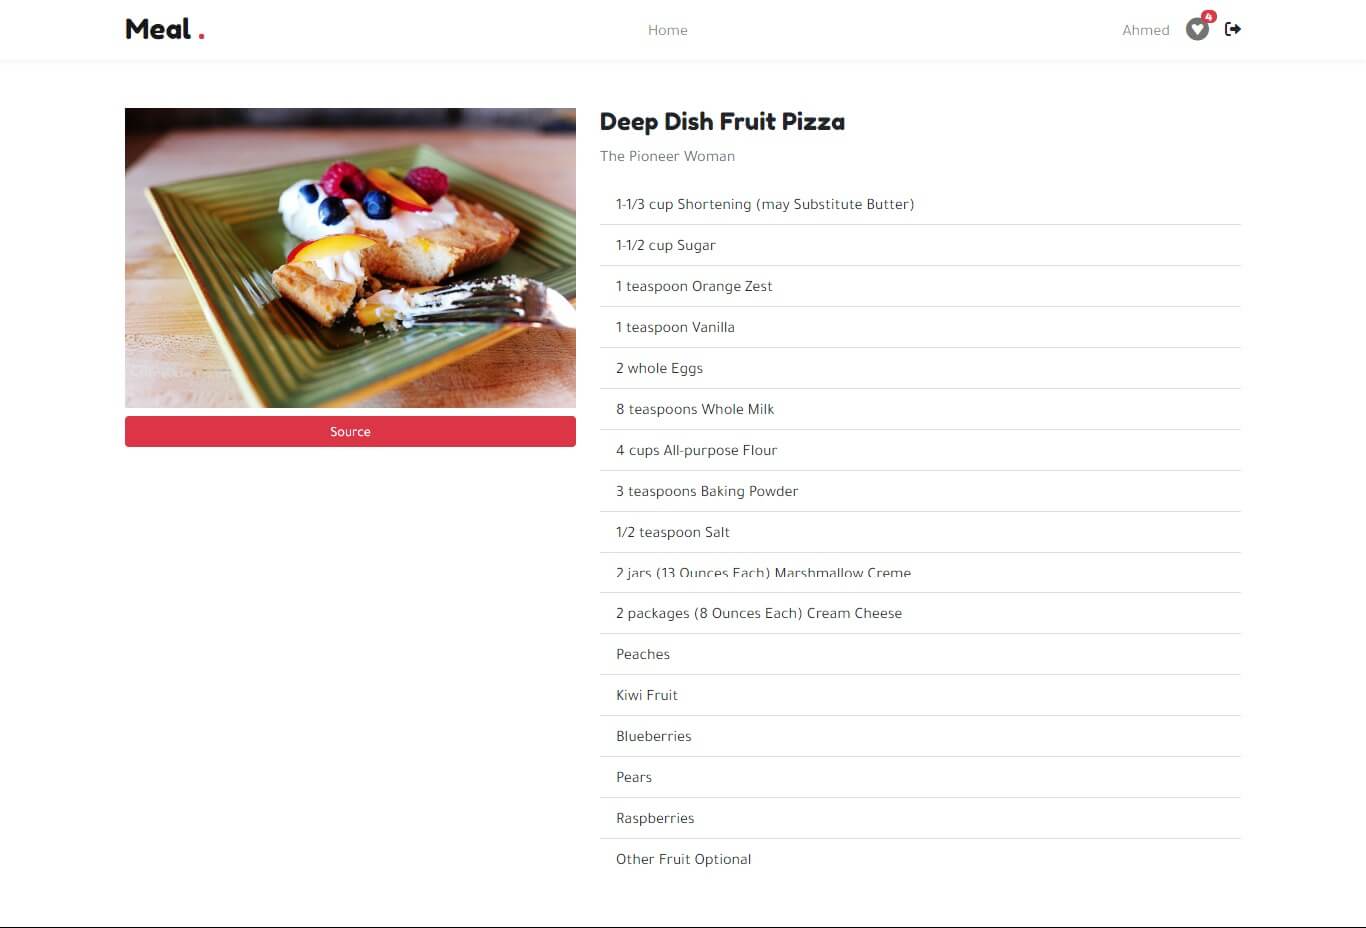 Meal .
Home
Ahmed
4
Deep Dish Fruit Pizza
The Pioneer Woman
1-1/3 cup Shortening (may Substitute Butter)
1-1/2 cup Sugar
1 teaspoon Orange Zest
1 teaspoon Vanilla
2 whole Eggs
8 teaspoons Whole Milk
4 cups All-purpose Flour
3 teaspoons Baking Powder
1/2 teaspoon Salt
2 jars (13 Ounces Each) Marshmallow Creme
2 packages (8 Ounces Each) Cream Cheese
Peaches
Kiwi Fruit
Blueberries
Pears
Raspberries
Other Fruit Optional
Source